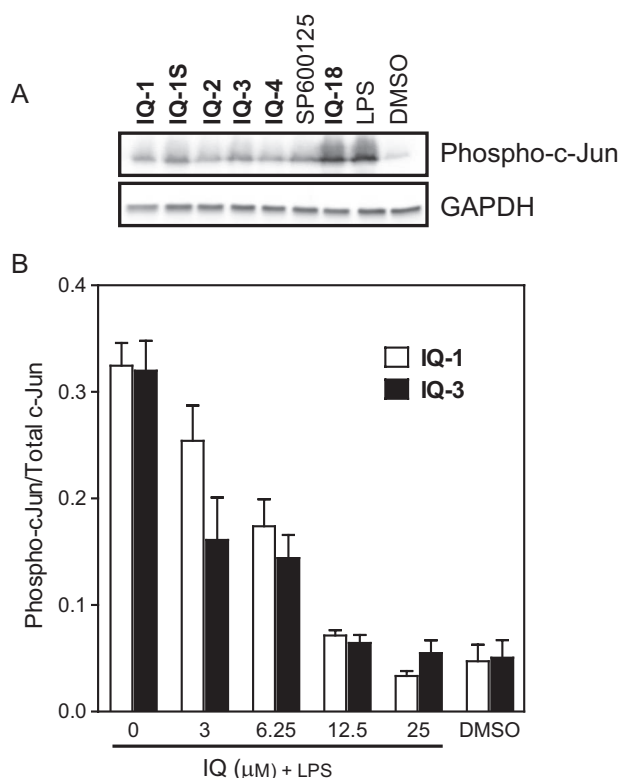 A
IQ-1 IQ-1S IQ-2 IQ-3 IQ-4 SP600125 IQ-18 LPS DMSO
Phospho-c-Jun
GAPDH
B
Phospho-cJun/Total c-Jun
0.4
0.3
0.2
0.1
0.0
IQ-1
IQ-3
0 3 6.25 12.5 25 DMSO
IQ (μM) + LPS